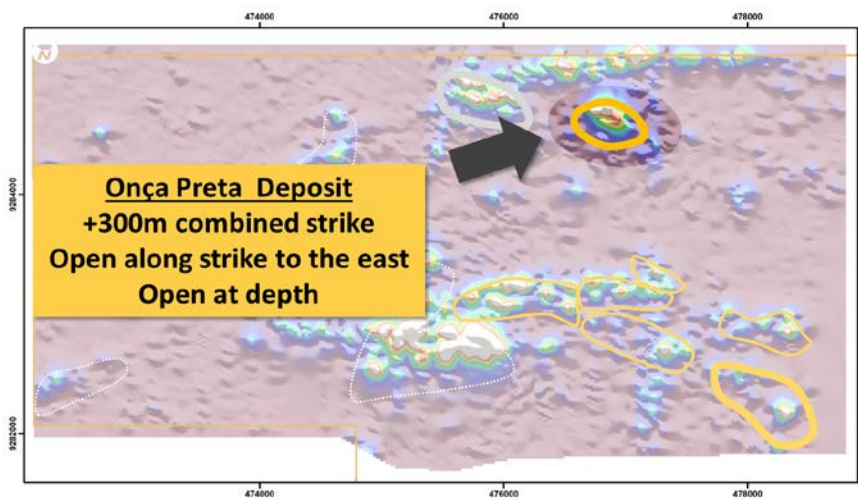 474000 476000 478000
N
9284000
Onça Preta Deposit
+300m combined strike
Open along strike to the east
Open at depth
9282000
474000 476000 478000